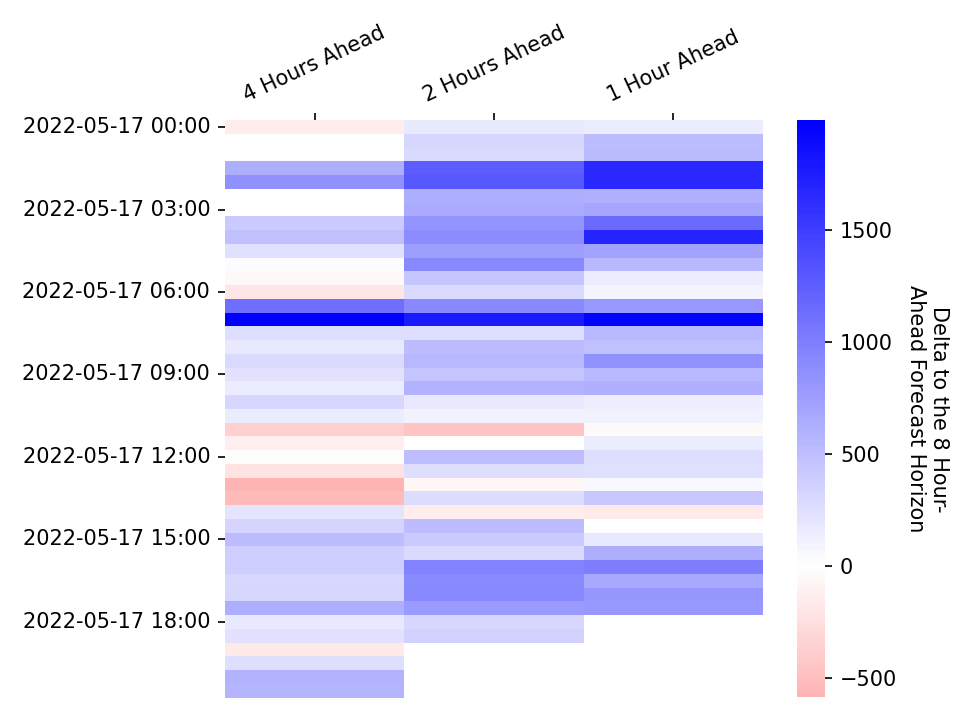 4 Hours Ahead
2 Hours Ahead
1 Hour Ahead
2022-05-17 00:00
2022-05-17 03:00
2022-05-17 06:00
2022-05-17 09:00
2022-05-17 12:00
2022-05-17 15:00
2022-05-17 18:00
1500
1000
500
0
−500
Delta to the 8 Hour-
Ahead Forecast Horizon